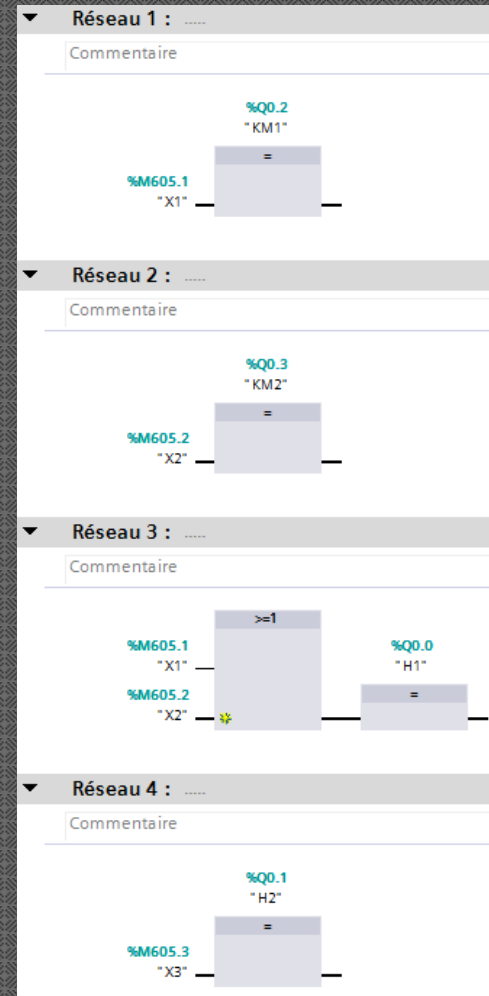 Réseau 1 : .....
Commentaire
%Q0.2
"KM1"
=
%M605.1
"X1"
Réseau 2 : .....
Commentaire
%Q0.3
"KM2"
=
%M605.2
"X2"
Réseau 3 : .....
Commentaire
>=1
%M605.1
"X1"
%Q0.0
"H1"
%M605.2
=
"X2"
Réseau 4 : .....
Commentaire
%Q0.1
"H2"
=
%M605.3
"X3"